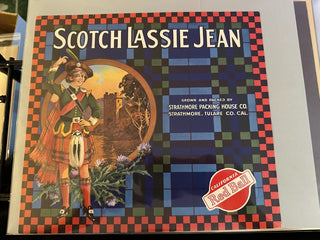 SCOTCH LASSIE JEAN
GROWN AND PACKED BY
STRATHMORE PACKING HOUSE CO.
STRATHMORE, TULARE CO. CAL.
CALIFORNIA
Red Ball